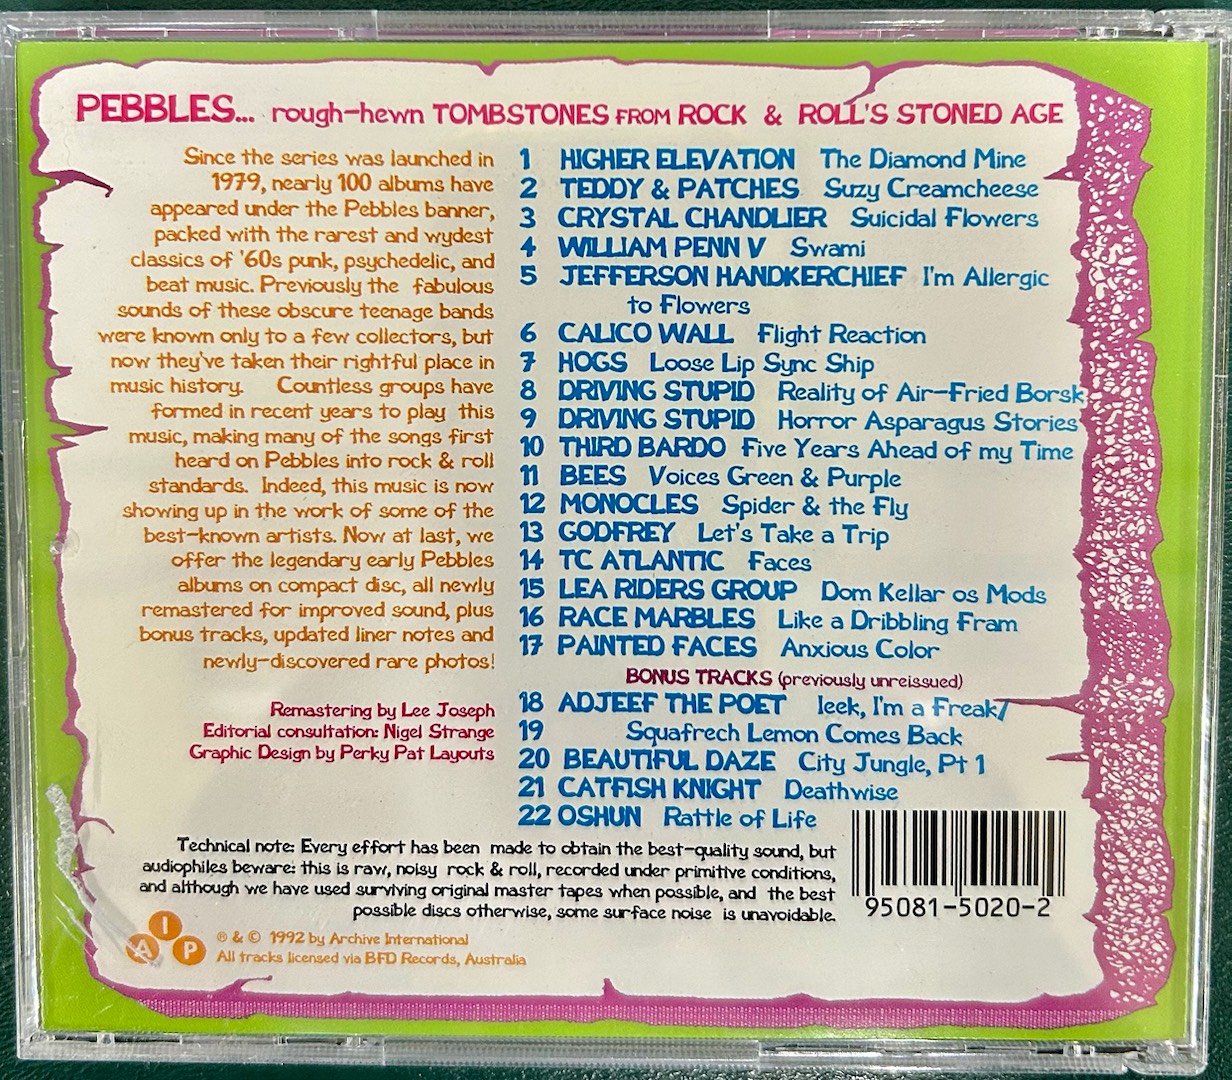 PEBBLES... rough-hewn TOMBSTONES FROM ROCK & ROLL'S STONED AGE
Since the series was launched in
1979, nearly 100 albums have
appeared under the Pebbles banner,
packed with the rarest and wydest
classics of '60s punk, psychedelic, and
beat music. Previously the fabulous
sounds of these obscure teenage bands
were known only to a few collectors, but
now they've taken their rightful place in
music history. Countless groups have
formed in recent years to play this
music, making many of the songs first
heard on Pebbles into rock & roll
standards. Indeed, this music is now
showing up in the work of some of the
best-known artists. Now at last, we
offer the legendary early Pebbles
albums on compact disc, all newly
remastered for improved sound, plus
bonus tracks, updated liner notes and
newly-discovered rare photos!
Remastering by Lee Joseph
Editorial consultation: Nigel Strange
Graphic Design by Perky Pat Layouts
1 HIGHER ELEVATION The Diamond Mine
2 TEDDY & PATCHES Suzy Creamcheese
3 CRYSTAL CHANDLIER Suicidal Flowers
4 WILLIAM PENN V Swami
5 JEFFERSON HANDKERCHIEF I'm Allergic
to Flowers
6 CALICO WALL Flight Reaction
7 HOGS Loose Lip Sync Ship
8 DRIVING STUPID Reality of Air-Fried Borsk
9 DRIVING STUPID Horror Asparagus Stories
10 THIRD BARDO Five Years Ahead of my Time
11 BEES Voices Green & Purple
12 MONOCLES Spider & the Fly
13 GODFREY Let's Take a Trip
14 TC ATLANTIC Faces
15 LEA RIDERS GROUP Dom Kellar os Mods
16 RACE MARBLES Like a Dribbling Fram
17 PAINTED FACES Anxious Color
BONUS TRACKS (previously unreissued)
18 ADJEEF THE POET Ieek, I'm a Freak/
19 Squafrech Lemon Comes Back
20 BEAUTIFUL DAZE City Jungle, Pt 1
21 CATFISH KNIGHT Deathwise
22 OSHUN Rattle of Life
Technical note: Every effort has been made to obtain the best-quality sound, but
audiophiles beware: this is raw, noisy rock & roll, recorded under primitive conditions,
and although we have used surviving original master tapes when possible, and the best
possible discs otherwise, some surface noise is unavoidable.
95081-5020-2
AIP
℗ & © 1992 by Archive International
All tracks licensed via BFD Records, Australia